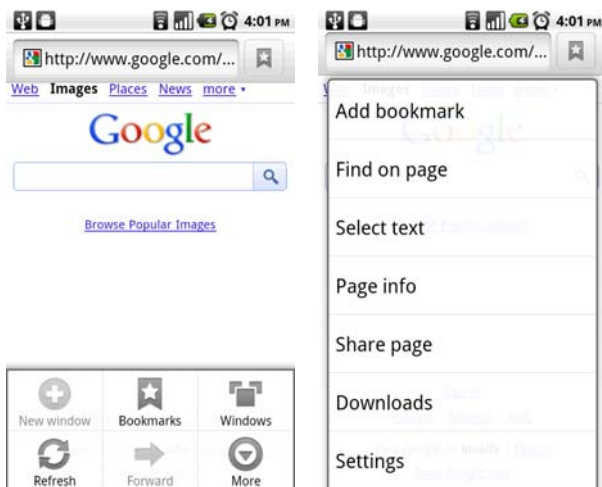 4:01 PM
http://www.google.com/...
Web Images Places News more
Google
Browse Popular Images
New window Bookmarks Windows
Refresh Forward More
4:01 PM
http://www.google.com/...
Add bookmark
Find on page
Select text
Page info
Share page
Downloads
Settings